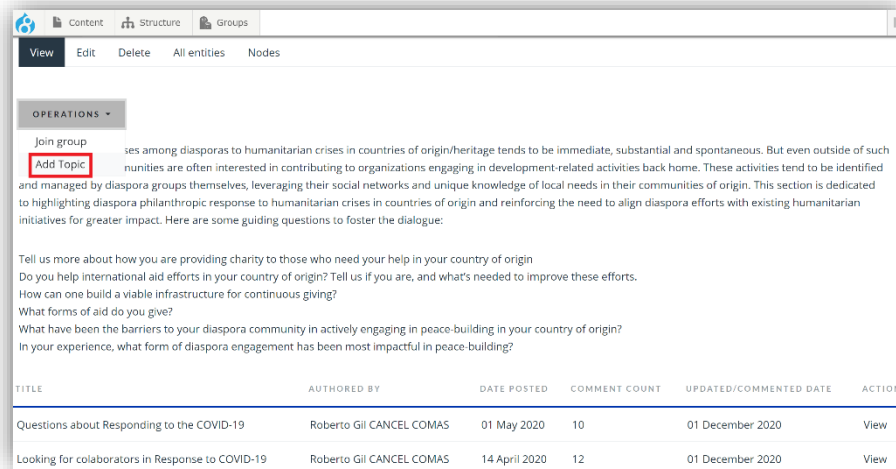 Content Structure Groups
View Edit Delete All entities Nodes
OPERATIONS
Join group
Add Topic
ses among diasporas to humanitarian crises in countries of origin/heritage tends to be immediate, substantial and spontaneous. But even outside of such
munities are often interested in contributing to organizations engaging in development-related activities back home. These activities tend to be identified
and managed by diaspora groups themselves, leveraging their social networks and unique knowledge of local needs in their communities of origin. This section is dedicated
to highlighting diaspora philanthropic response to humanitarian crises in countries of origin and reinforcing the need to align diaspora efforts with existing humanitarian
initiatives for greater impact. Here are some guiding questions to foster the dialogue:
Tell us more about how you are providing charity to those who need your help in your country of origin
Do you help international aid efforts in your country of origin? Tell us if you are, and what's needed to improve these efforts.
How can one build a viable infrastructure for continuous giving?
What forms of aid do you give?
What have been the barriers to your diaspora community in actively engaging in peace-building in your country of origin?
In your experience, what form of diaspora engagement has been most impactful in peace-building?
TITLE AUTHORED BY DATE POSTED COMMENT COUNT UPDATED/COMMENTED DATE ACTION
Questions about Responding to the COVID-19 Roberto Gil CANCEL COMAS 01 May 2020 10 01 December 2020 View
Looking for colaborators in Response to COVID-19 Roberto Gil CANCEL COMAS 14 April 2020 12 01 December 2020 View